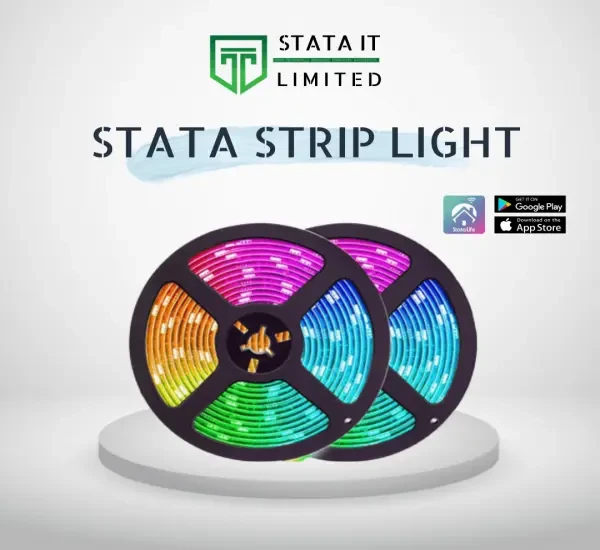 STATA IT
LIMITED
STATA STRIP LIGHT
StataLife
GET IT ON
Google Play
Download on the
App Store